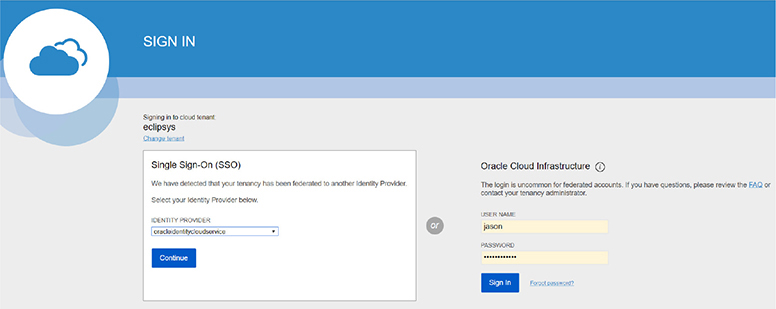 SIGN IN
Signing in to cloud tenant
eclipsys
Change tenant
Single Sign-On (SSO)
We have detected that your tenancy has been federated to another Identity Provider.
Select your Identity Provider below.
IDENTITY PROVIDER
oracleidentitycloudservice
Continue
or
Oracle Cloud Infrastructure
The login is uncommon for federated accounts. If you have questions, please review the FAQ or
contact your tenancy administrator.
USER NAME
jason
PASSWORD
••••••••••••
Sign In
Forgot password?